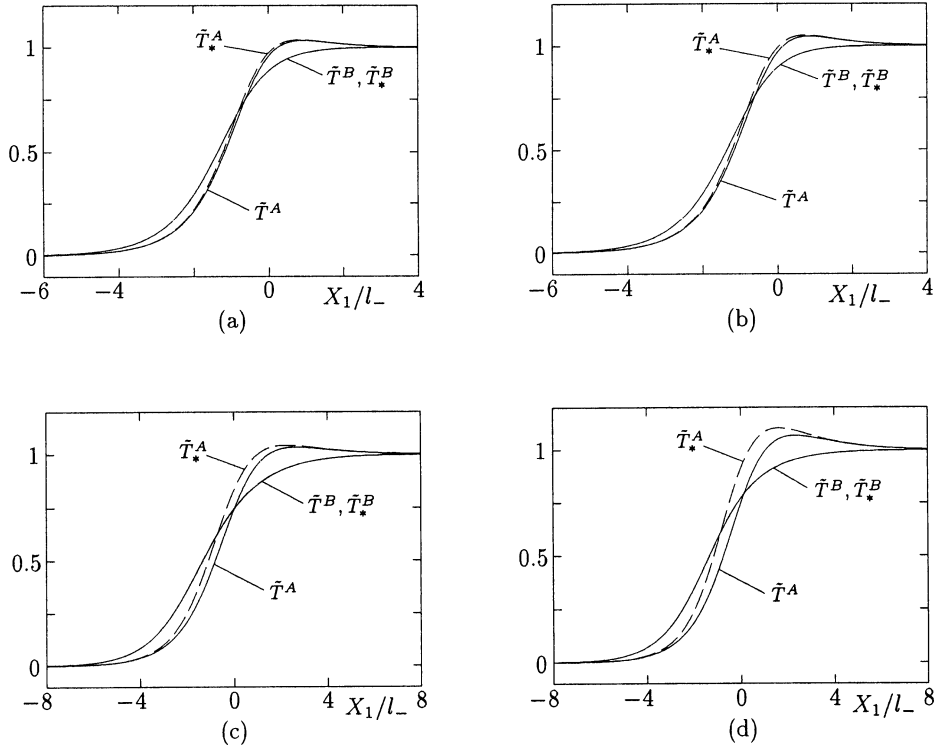 1
0.5
0
T̃_*^A
T̃^B, T̃_*^B
T̃^A
−6 −4 −2 0 X₁/l₋ 4
(a)
1
0.5
0
T̃_*^A
T̃^B, T̃_*^B
T̃^A
−6 −4 −2 0 X₁/l₋ 4
(b)
1
0.5
0
T̃_*^A
T̃^B, T̃_*^B
T̃^A
−8 −4 0 4 X₁/l₋ 8
(c)
1
0.5
0
T̃_*^A
T̃^B, T̃_*^B
T̃^A
−8 −4 0 4 X₁/l₋ 8
(d)